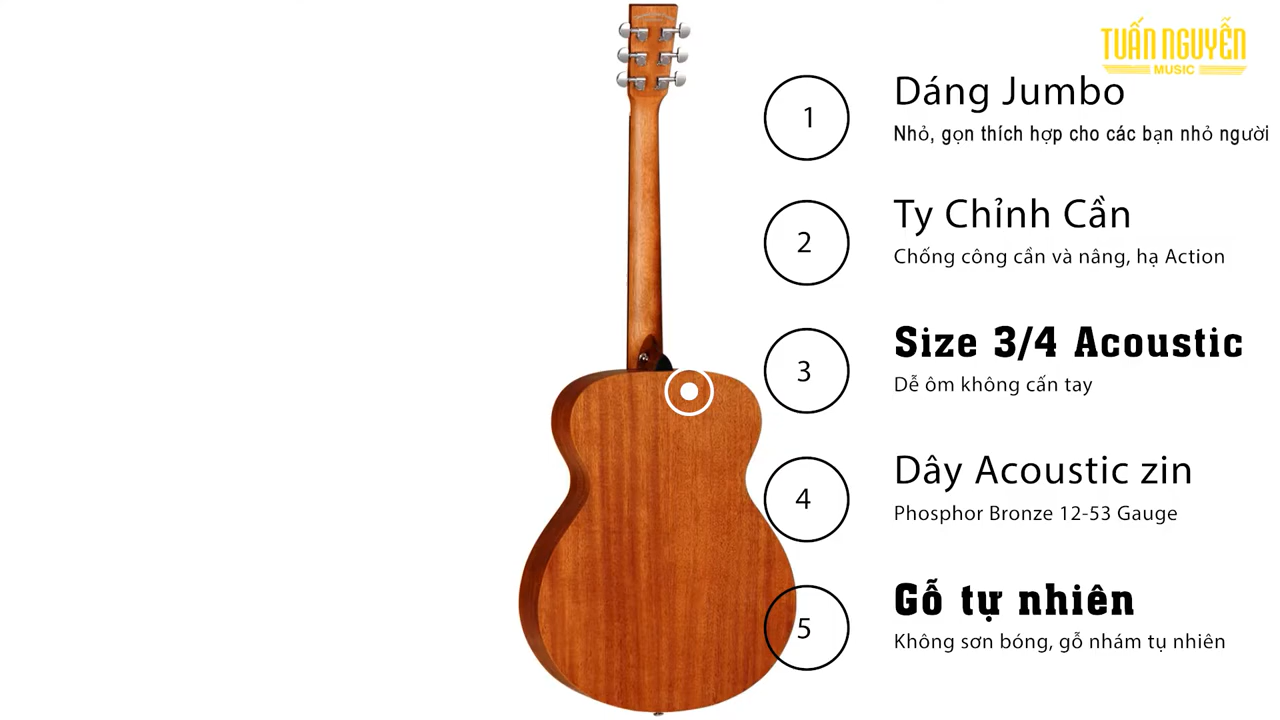 TUẤN NGUYỄN
MUSIC
1
Dáng Jumbo
Nhỏ, gọn thích hợp cho các bạn nhỏ người
2
Ty Chỉnh Cần
Chống công cần và nâng, hạ Action
3
Size 3/4 Acoustic
Dễ ôm không cấn tay
4
Dây Acoustic zin
Phosphor Bronze 12-53 Gauge
5
Gỗ tự nhiên
Không sơn bóng, gỗ nhám tụ nhiên